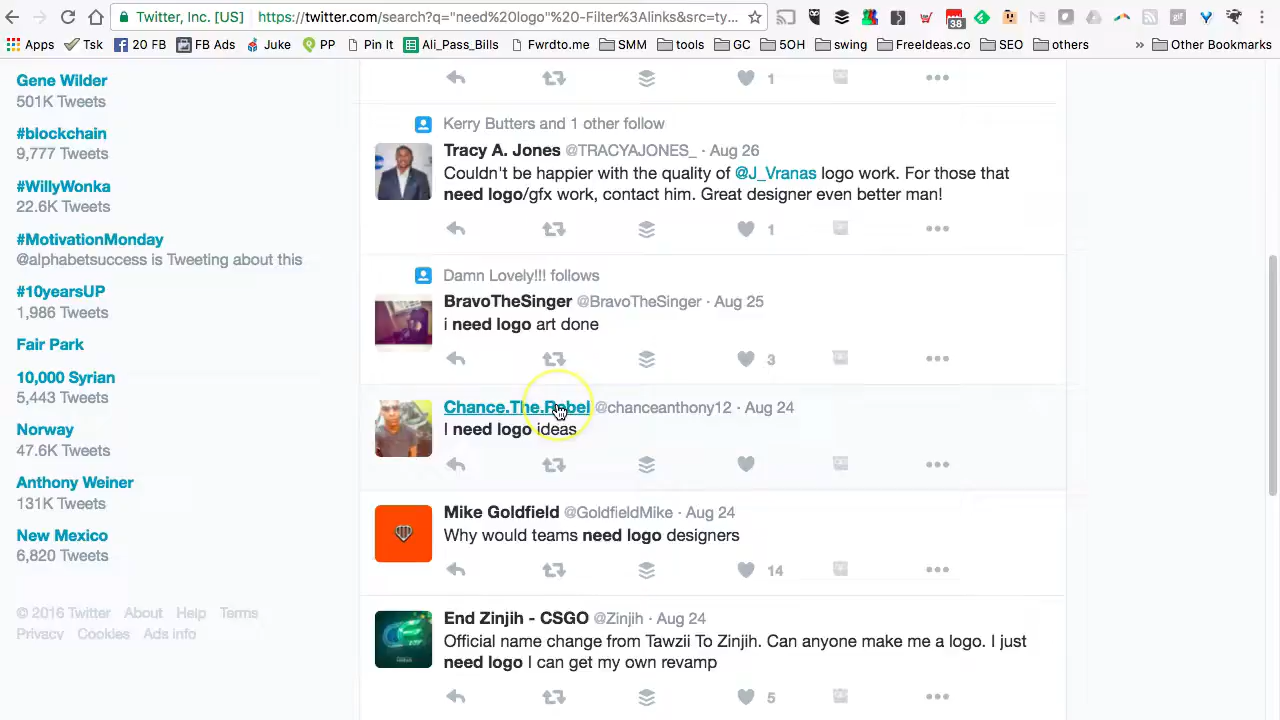 Twitter, Inc. [US]
https://twitter.com/search?q="need%20logo"%20-Filter%3Alinks&src=ty...
38
Apps
Tsk
20 FB
FB Ads
Juke
PP
Pin It
Ali_Pass_Bills
Fwrdto.me
SMM
tools
GC
5OH
swing
FreeIdeas.co
SEO
others
»
Other Bookmarks
Gene Wilder
501K Tweets
#blockchain
9,777 Tweets
#WillyWonka
22.6K Tweets
#MotivationMonday
@alphabetsuccess is Tweeting about this
#10yearsUP
1,986 Tweets
Fair Park
10,000 Syrian
5,443 Tweets
Norway
47.6K Tweets
Anthony Weiner
131K Tweets
New Mexico
6,820 Tweets
© 2016 Twitter About Help Terms
Privacy Cookies Ads info
1
Kerry Butters and 1 other follow
Tracy A. Jones @TRACYAJONES_ · Aug 26
Couldn't be happier with the quality of @J_Vranas logo work. For those that
need logo/gfx work, contact him. Great designer even better man!
1
Damn Lovely!!! follows
BravoTheSinger @BravoTheSinger · Aug 25
i need logo art done
3
Chance.The.Rebel @chanceanthony12 · Aug 24
I need logo ideas
Mike Goldfield @GoldfieldMike · Aug 24
Why would teams need logo designers
14
End Zinjih - CSGO @Zinjih · Aug 24
Official name change from Tawzii To Zinjih. Can anyone make me a logo. I just
need logo I can get my own revamp
5